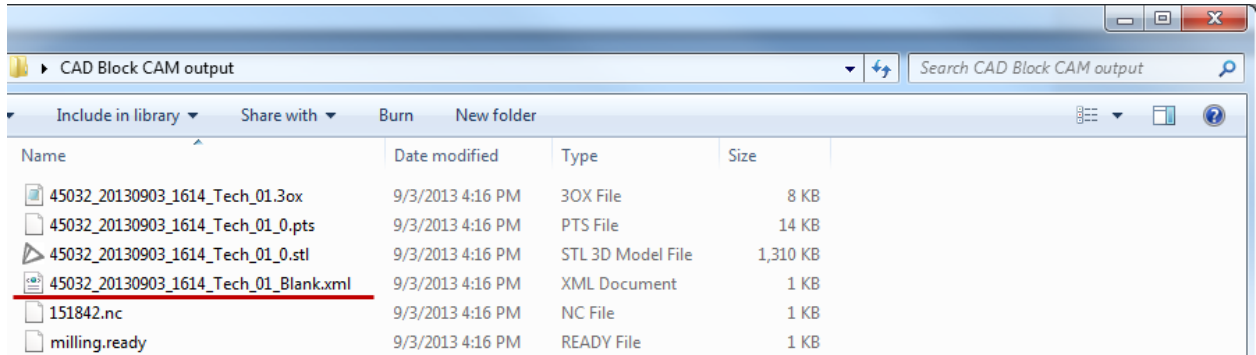 CAD Block CAM output Search CAD Block CAM output
Include in library Share with Burn New folder
Name Date modified Type Size
45032_20130903_1614_Tech_01.3ox 9/3/2013 4:16 PM 3OX File 8 KB
45032_20130903_1614_Tech_01_0.pts 9/3/2013 4:16 PM PTS File 14 KB
45032_20130903_1614_Tech_01_0.stl 9/3/2013 4:16 PM STL 3D Model File 1,310 KB
45032_20130903_1614_Tech_01_Blank.xml 9/3/2013 4:16 PM XML Document 1 KB
151842.nc 9/3/2013 4:16 PM NC File 1 KB
milling.ready 9/3/2013 4:16 PM READY File 1 KB